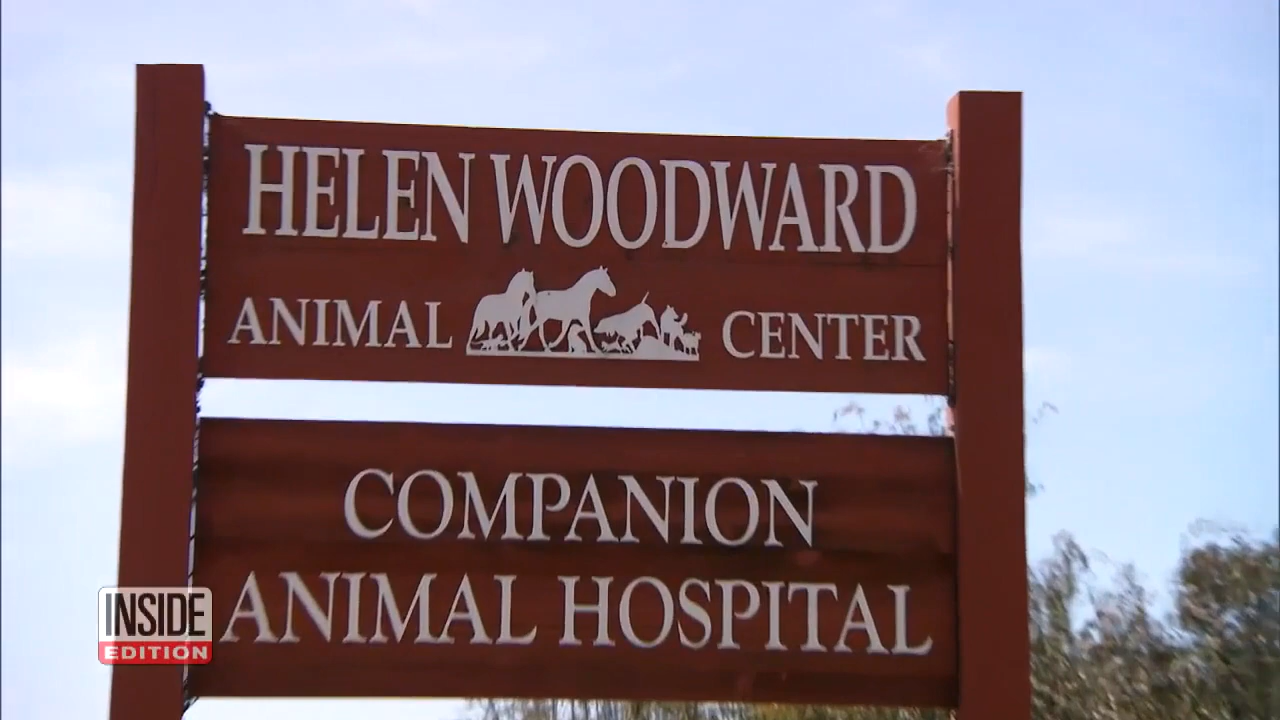 HELEN WOODWARD
ANIMAL CENTER
COMPANION
ANIMAL HOSPITAL
INSIDE
EDITION